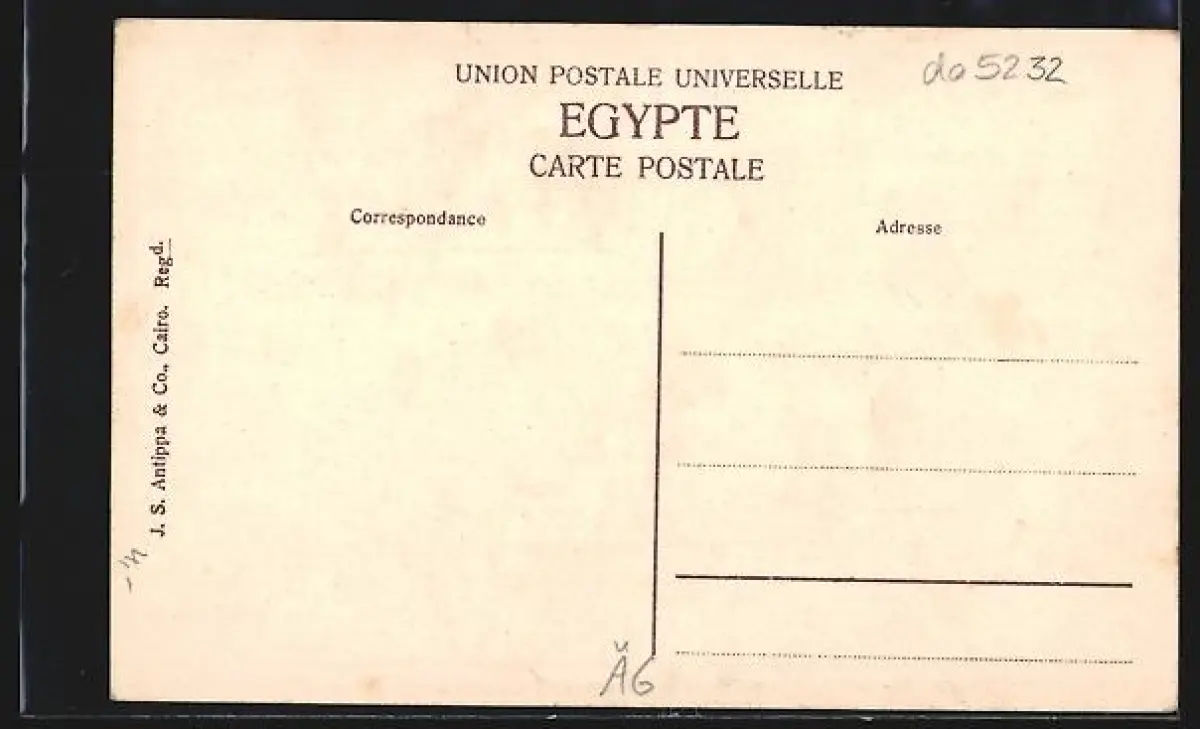 UNION POSTALE UNIVERSELLE
do 5232
EGYPTE
CARTE POSTALE
Correspondance
Adresse
J. S. Antippa & Co., Cairo. Regd.
ÄG